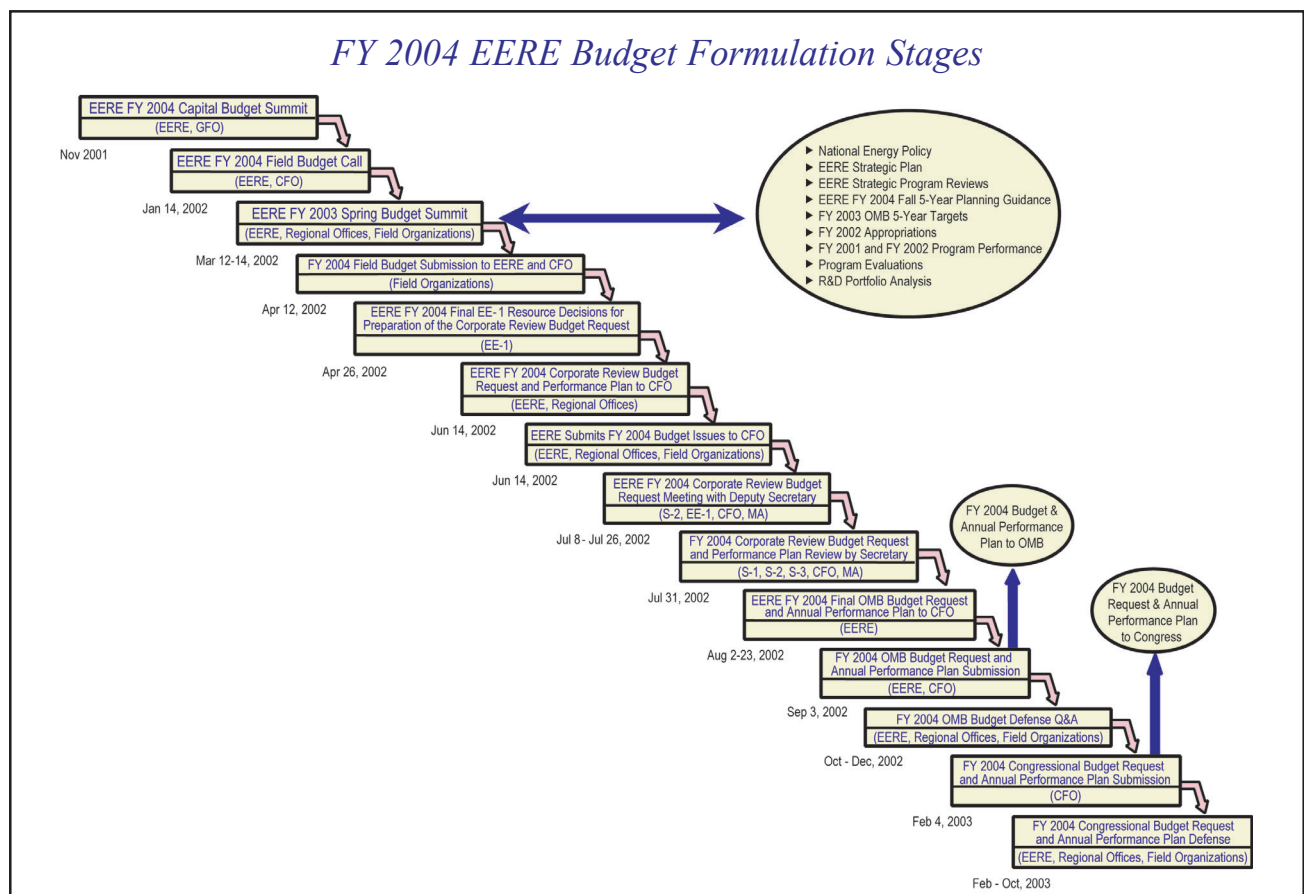 FY 2004 EERE Budget Formulation Stages
EERE FY 2004 Capital Budget Summit
(EERE, GFO)
Nov 2001
EERE FY 2004 Field Budget Call
(EERE, CFO)
Jan 14, 2002
EERE FY 2003 Spring Budget Summit
(EERE, Regional Offices, Field Organizations)
Mar 12-14, 2002
▶ National Energy Policy
▶ EERE Strategic Plan
▶ EERE Strategic Program Reviews
▶ EERE FY 2004 Fall 5-Year Planning Guidance
▶ FY 2003 OMB 5-Year Targets
▶ FY 2002 Appropriations
▶ FY 2001 and FY 2002 Program Performance
▶ Program Evaluations
▶ R&D Portfolio Analysis
FY 2004 Field Budget Submission to EERE and CFO
(Field Organizations)
Apr 12, 2002
EERE FY 2004 Final EE-1 Resource Decisions for
Preparation of the Corporate Review Budget Request
(EE-1)
Apr 26, 2002
EERE FY 2004 Corporate Review Budget
Request and Performance Plan to CFO
(EERE, Regional Offices)
Jun 14, 2002
EERE Submits FY 2004 Budget Issues to CFO
(EERE, Regional Offices, Field Organizations)
Jun 14, 2002
EERE FY 2004 Corporate Review Budget
Request Meeting with Deputy Secretary
(S-2, EE-1, CFO, MA)
Jul 8- Jul 26, 2002
FY 2004 Corporate Review Budget Request
and Performance Plan Review by Secretary
(S-1, S-2, S-3, CFO, MA)
Jul 31, 2002
EERE FY 2004 Final OMB Budget Request
and Annual Performance Plan to CFO
(EERE)
Aug 2-23, 2002
FY 2004 Budget &
Annual Performance
Plan to OMB
FY 2004 OMB Budget Request and
Annual Performance Plan Submission
(EERE, CFO)
Sep 3, 2002
FY 2004 OMB Budget Defense Q&A
(EERE, Regional Offices, Field Organizations)
Oct - Dec, 2002
FY 2004 Budget
Request & Annual
Performance Plan
to Congress
FY 2004 Congressional Budget Request
and Annual Performance Plan Submission
(CFO)
Feb 4, 2003
FY 2004 Congressional Budget Request
and Annual Performance Plan Defense
(EERE, Regional Offices, Field Organizations)
Feb - Oct, 2003